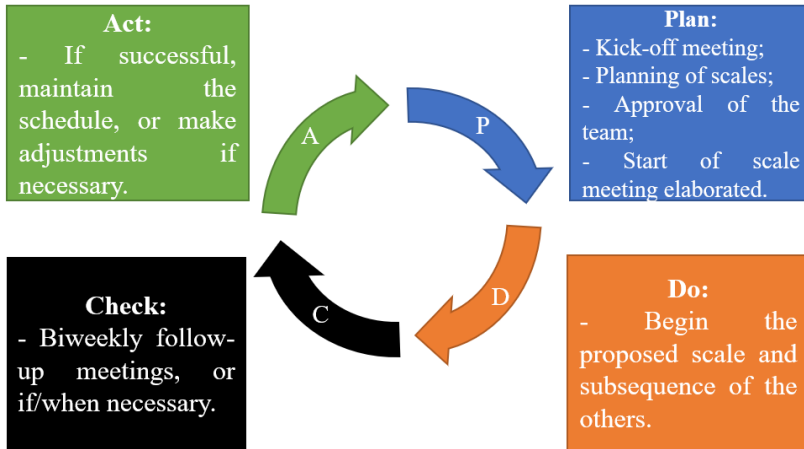 Act:
- If successful,
maintain the
schedule, or make
adjustments if
necessary.
A
P
Plan:
- Kick-off meeting;
- Planning of scales;
- Approval of the
team;
- Start of scale
meeting elaborated.
Check:
- Biweekly follow-
up meetings, or
if/when necessary.
C
D
Do:
- Begin the
proposed scale and
subsequence of the
others.